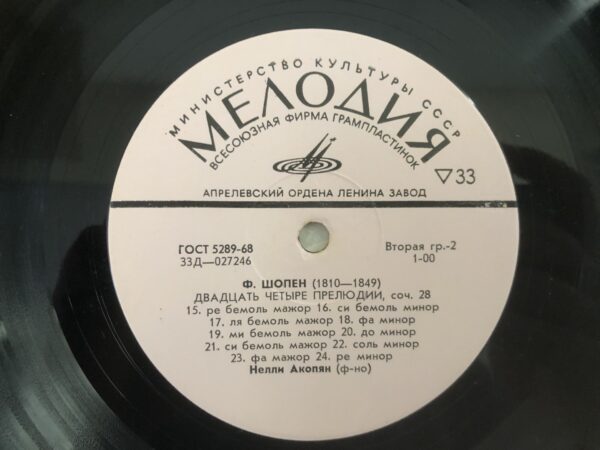 МИНИСТЕРСТВО КУЛЬТУРЫ СССР
МЕЛОДИЯ
ВСЕСОЮЗНАЯ ФИРМА ГРАМПЛАСТИНОК
▽33
АПРЕЛЕВСКИЙ ОРДЕНА ЛЕНИНА ЗАВОД
ГОСТ 5289-68 Вторая гр.-2
33Д—027246 1-00
Ф. ШОПЕН (1810—1849)
ДВАДЦАТЬ ЧЕТЫРЕ ПРЕЛЮДИИ, соч. 28
15. ре бемоль мажор 16. си бемоль минор
17. ля бемоль мажор 18. фа минор
19. ми бемоль мажор 20. до минор
21. си бемоль мажор 22. соль минор
23. фа мажор 24. ре минор
Нелли Акопян (ф-но)